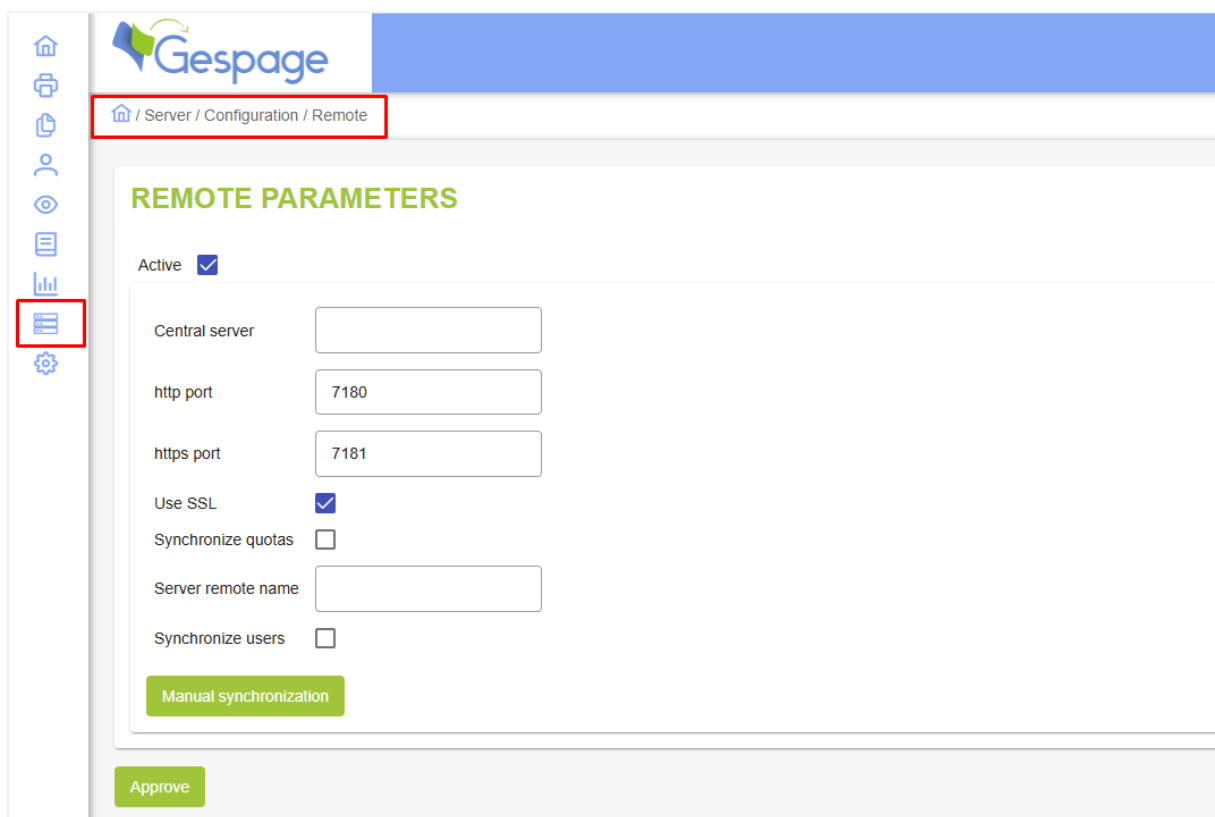 Gespage
/ Server / Configuration / Remote
REMOTE PARAMETERS
Active
Central server
http port 7180
https port 7181
Use SSL
Synchronize quotas
Server remote name
Synchronize users
Manual synchronization
Approve